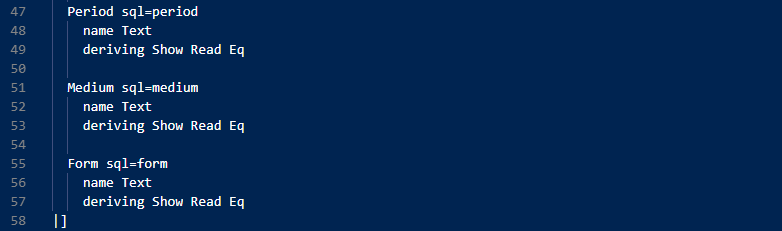 47 Period sql=period
48 name Text
49 deriving Show Read Eq
50
51 Medium sql=medium
52 name Text
53 deriving Show Read Eq
54
55 Form sql=form
56 name Text
57 deriving Show Read Eq
58 |]